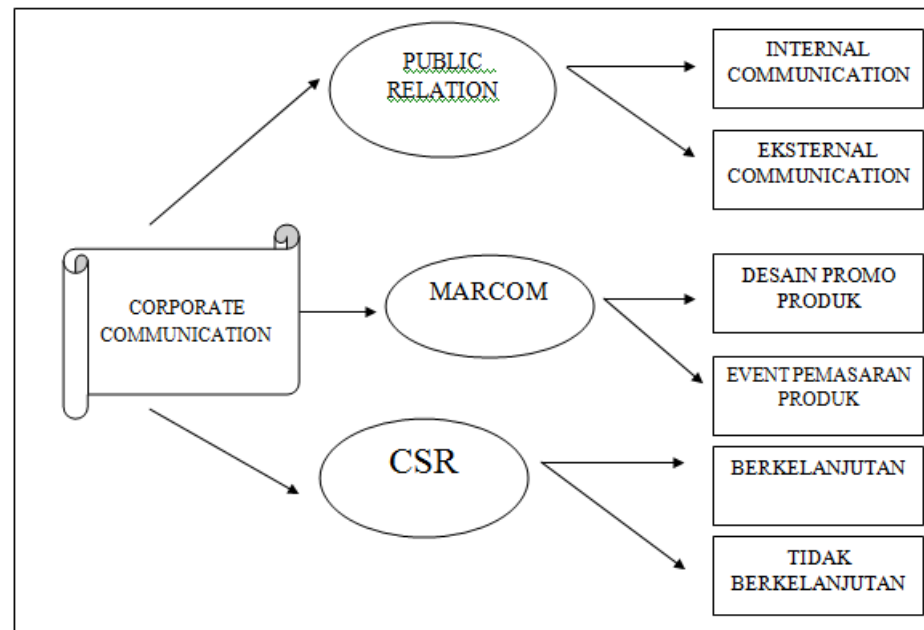 PUBLIC
RELATION
INTERNAL
COMMUNICATION
EKSTERNAL
COMMUNICATION
CORPORATE
COMMUNICATION
MARCOM
DESAIN PROMO
PRODUK
EVENT PEMASARAN
PRODUK
CSR
BERKELANJUTAN
TIDAK
BERKELANJUTAN